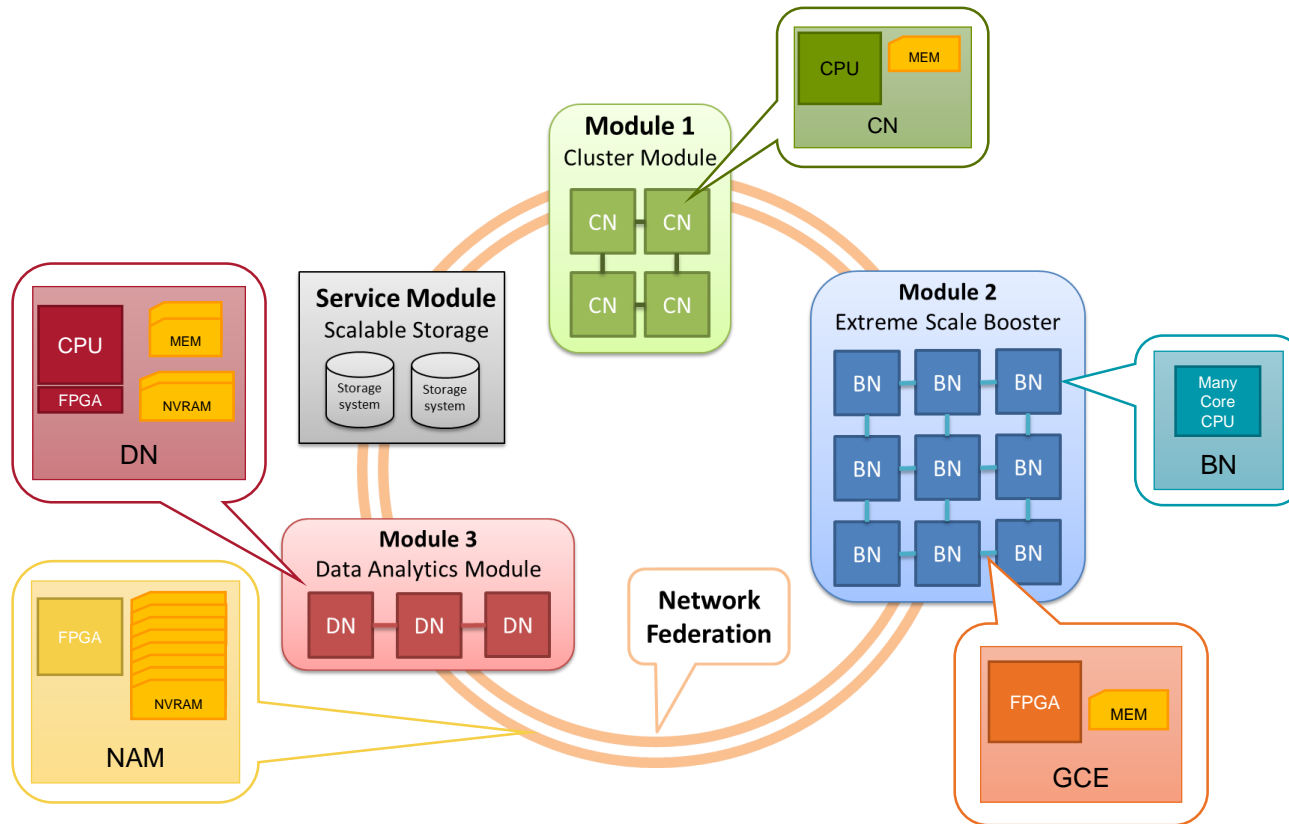 CPU
MEM
CN
Module 1
Cluster Module
CN
CN
CN
CN
Service Module
Scalable Storage
Storage
system
Storage
system
Module 2
Extreme Scale Booster
BN
BN
BN
BN
BN
BN
BN
BN
BN
Many
Core
CPU
BN
CPU
FPGA
MEM
NVRAM
DN
Module 3
Data Analytics Module
DN
DN
DN
Network
Federation
FPGA
NVRAM
NAM
FPGA
MEM
GCE